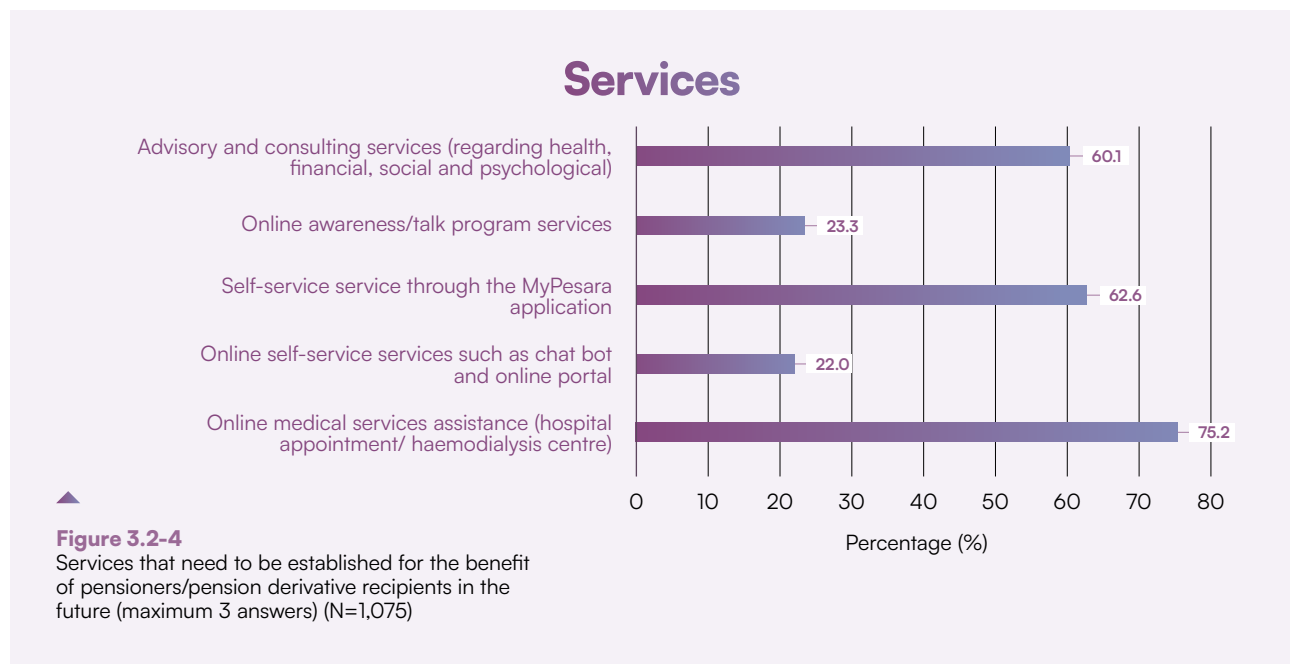 Services
Advisory and consulting services (regarding health,
financial, social and psychological)
60.1
Online awareness/talk program services
23.3
Self-service service through the MyPesara
application
62.6
Online self-service services such as chat bot
and online portal
22.0
Online medical services assistance (hospital
appointment/ haemodialysis centre)
75.2
0 10 20 30 40 50 60 70 80
Percentage (%)
Figure 3.2-4
Services that need to be established for the benefit
of pensioners/pension derivative recipients in the
future (maximum 3 answers) (N=1,075)